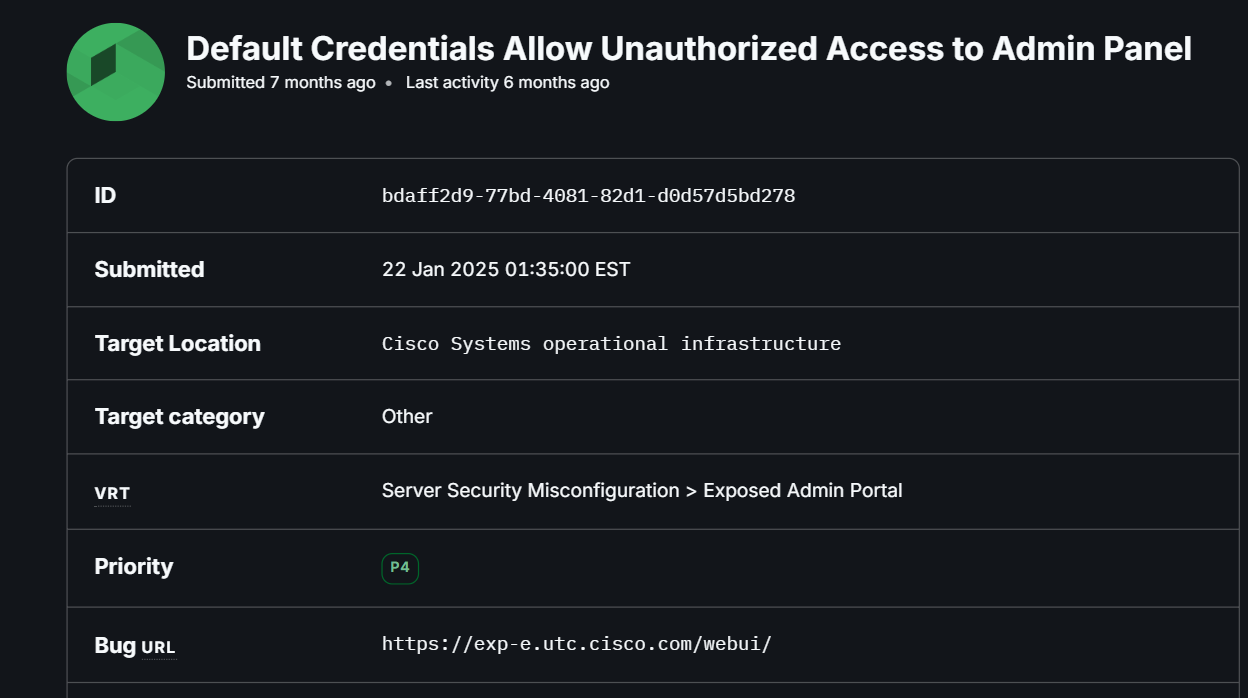 Default Credentials Allow Unauthorized Access to Admin Panel
Submitted 7 months ago • Last activity 6 months ago
ID
bdaff2d9-77bd-4081-82d1-d0d57d5bd278
Submitted
22 Jan 2025 01:35:00 EST
Target Location
Cisco Systems operational infrastructure
Target category
Other
VRT
Server Security Misconfiguration > Exposed Admin Portal
Priority
P4
Bug URL
https://exp-e.utc.cisco.com/webui/